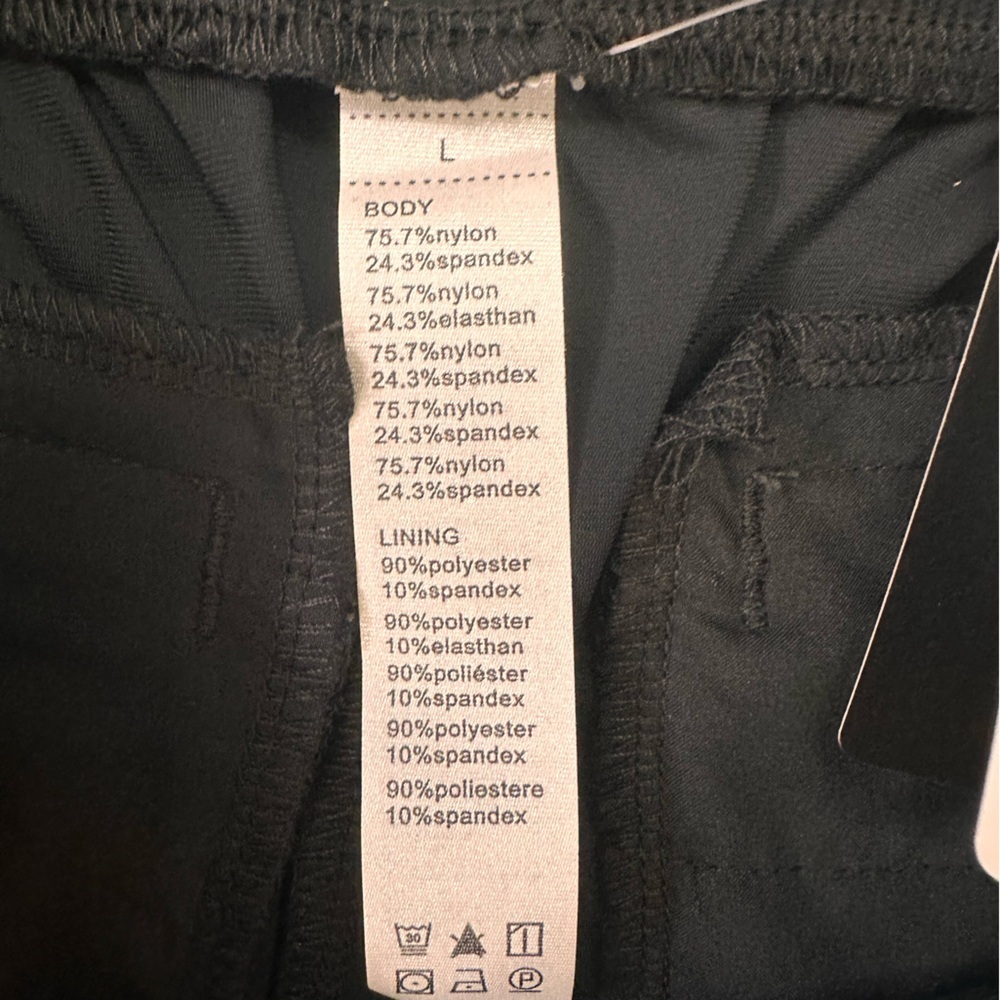 L
BODY
75.7%nylon
24.3%spandex
75.7%nylon
24.3%elasthan
75.7%nylon
24.3%spandex
75.7%nylon
24.3%spandex
75.7%nylon
24.3%spandex
LINING
90%polyester
10%spandex
90%polyester
10%elasthan
90%poliéster
10%spandex
90%polyester
10%spandex
90%poliestere
10%spandex
30
P